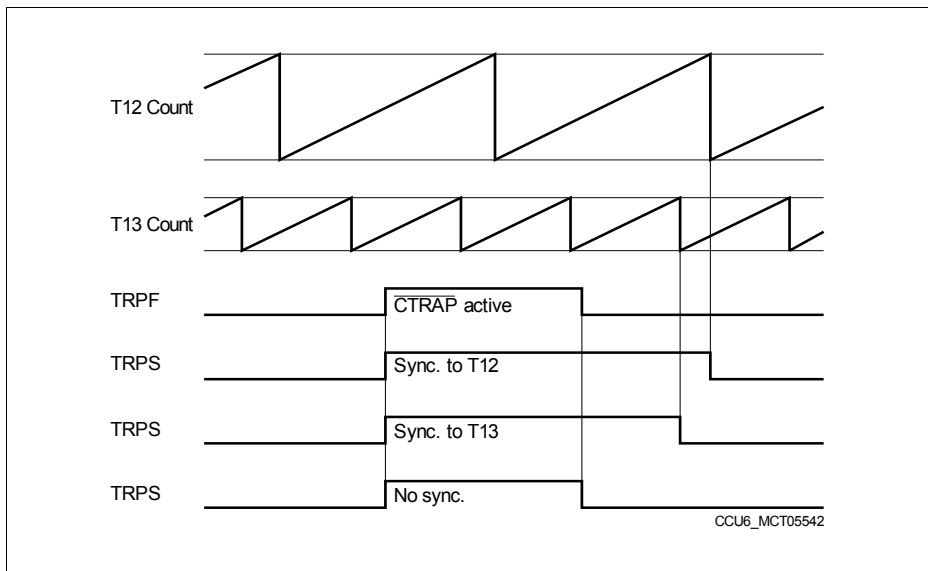 T12 Count
T13 Count
TRPF
CTRAP active
TRPS
Sync. to T12
TRPS
Sync. to T13
TRPS
No sync.
CCU6_MCT05542